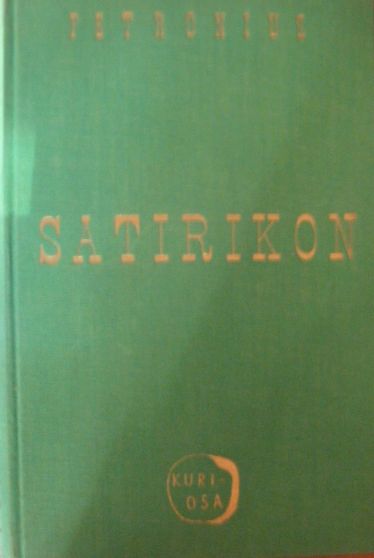 PETRONIUS
SATIRIKON
KURI-
OSA